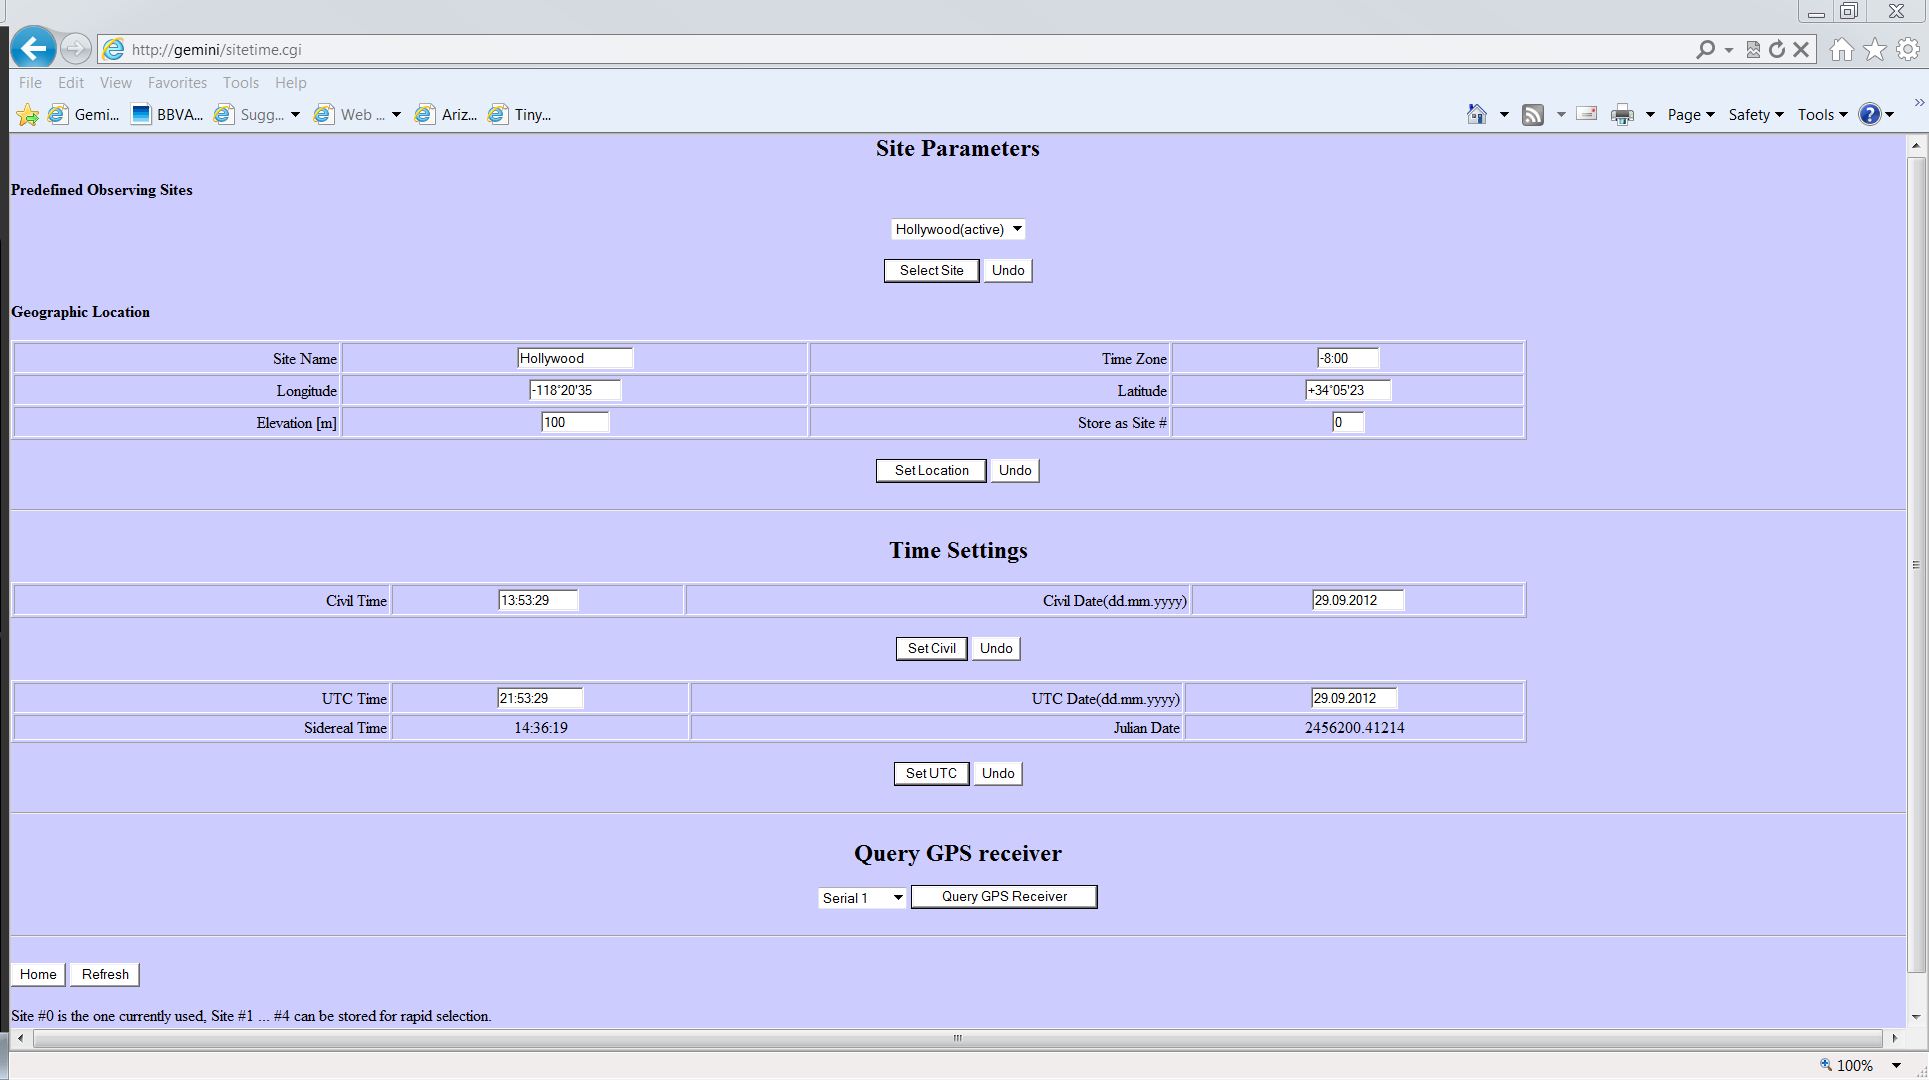 http://gemini/sitetime.cgi
File Edit View Favorites Tools Help
Gemi... BBVA... Sugg... Web ... Ariz... Tiny... Page Safety Tools »
Site Parameters
Predefined Observing Sites
Hollywood(active)
Select Site Undo
Geographic Location
Site Name Hollywood Time Zone -8:00
Longitude -118°20'35 Latitude +34°05'23
Elevation [m] 100 Store as Site # 0
Set Location Undo
Time Settings
Civil Time 13:53:29 Civil Date(dd.mm.yyyy) 29.09.2012
Set Civil Undo
UTC Time 21:53:29 UTC Date(dd.mm.yyyy) 29.09.2012
Sidereal Time 14:36:19 Julian Date 2456200.41214
Set UTC Undo
Query GPS receiver
Serial 1 Query GPS Receiver
Home Refresh
Site #0 is the one currently used, Site #1 ... #4 can be stored for rapid selection.
100%